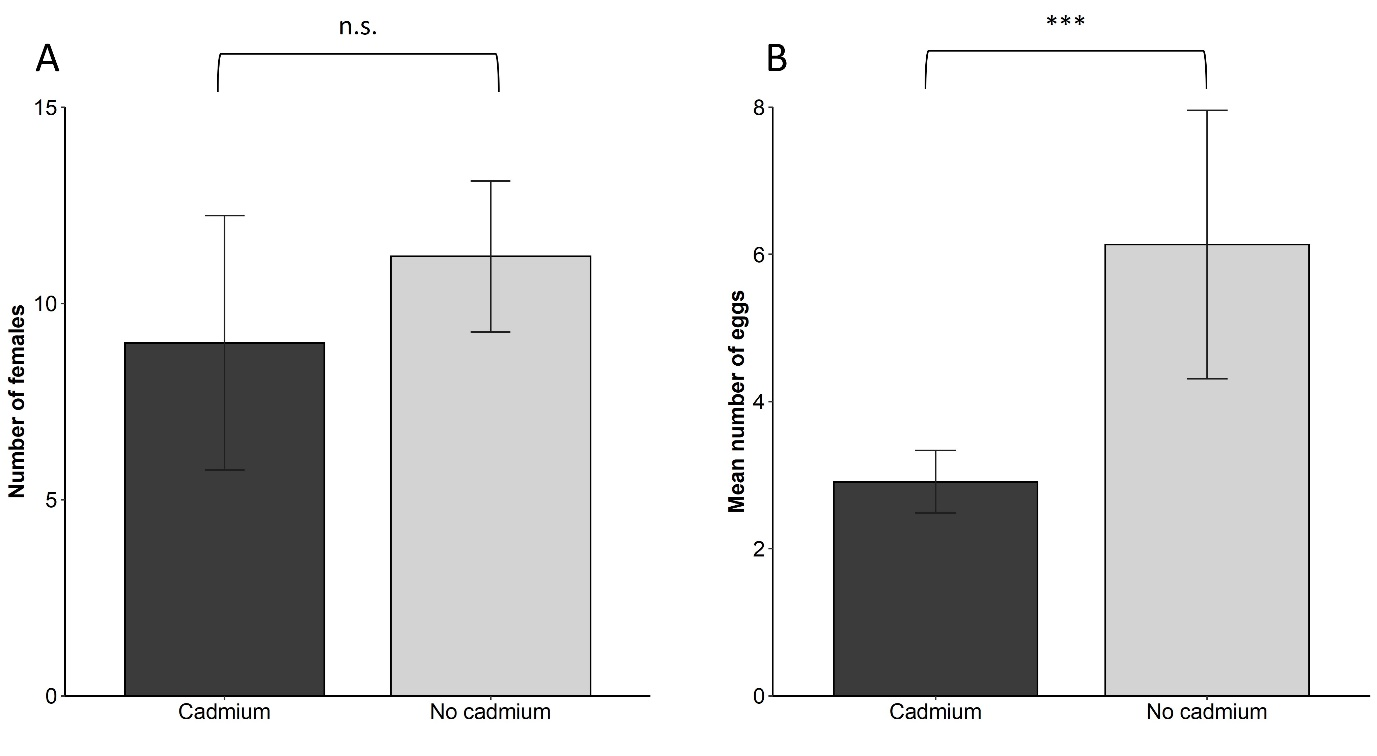 A
n.s.
Number of females
15
10
5
0
Cadmium
No cadmium
B
***
Mean number of eggs
8
6
4
2
0
Cadmium
No cadmium